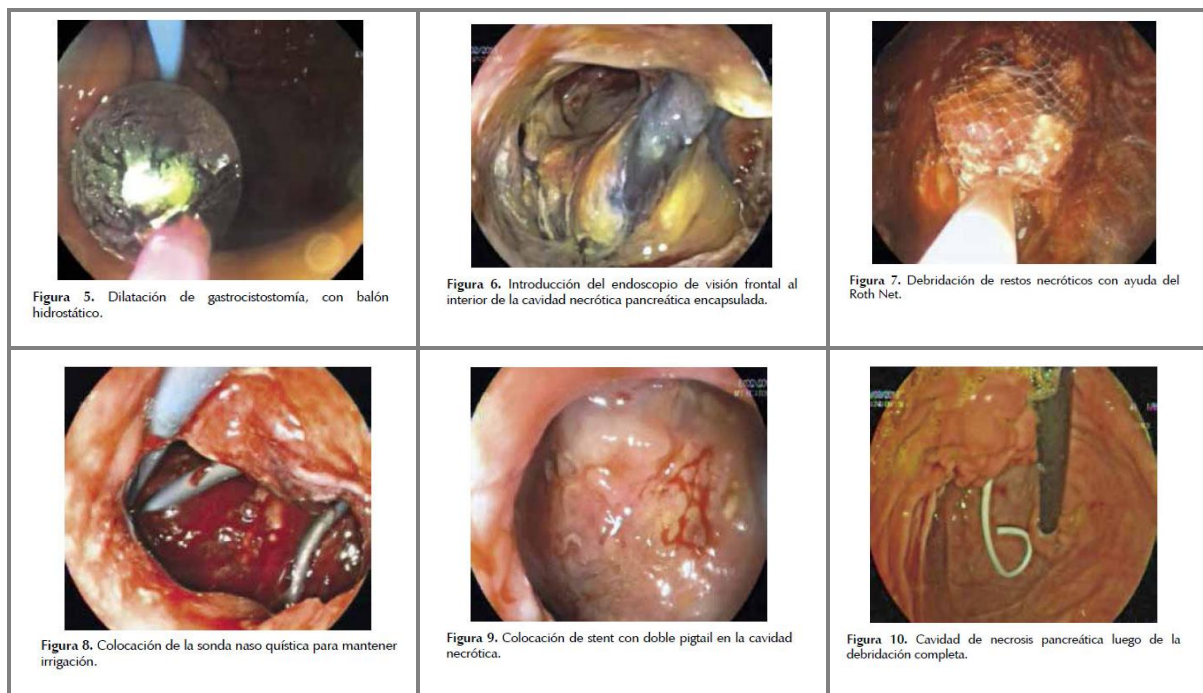 Figura 5. Dilatación de gastrocistostomía, con balón
hidrostático.
Figura 6. Introducción del endoscopio de visión frontal al
interior de la cavidad necrótica pancreática encapsulada.
Figura 7. Debridación de restos necróticos con ayuda del
Roth Net.
Figura 8. Colocación de la sonda naso quística para mantener
irrigación.
Figura 9. Colocación de stent con doble pigtail en la cavidad
necrótica.
Figura 10. Cavidad de necrosis pancreática luego de la
debridación completa.